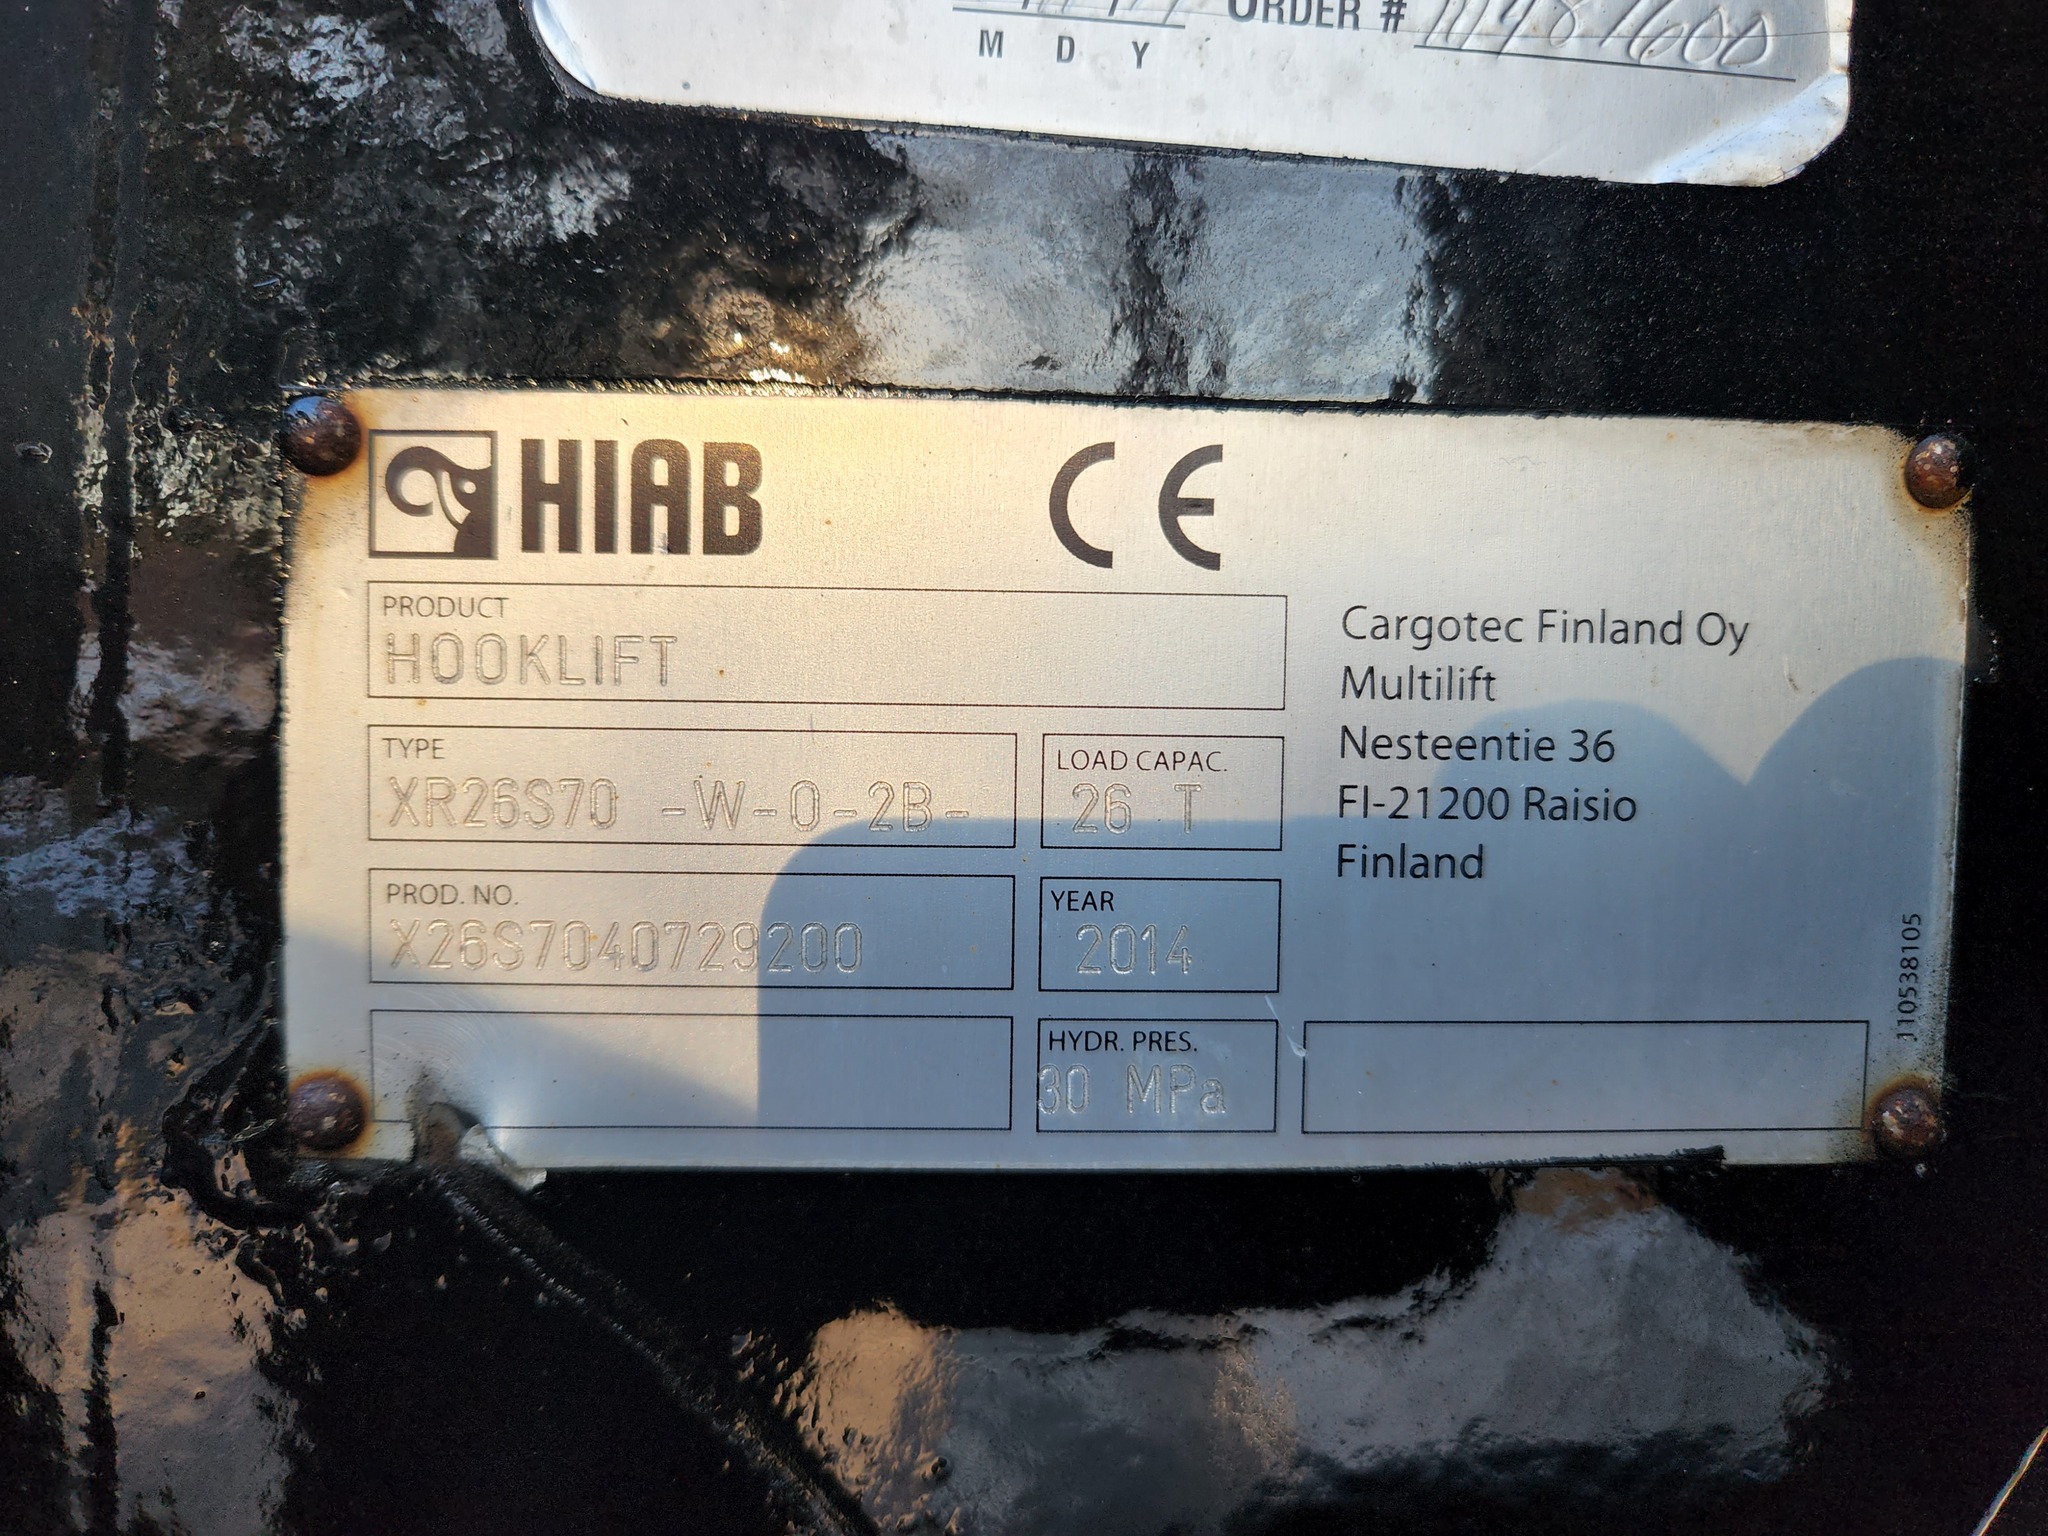 ORDER #
M D Y
HIAB CE
PRODUCT
HOOKLIFT
TYPE
XR26S70 -W-0-2B-
LOAD CAPAC.
26 T
PROD. NO.
X26S7040729200
YEAR
2014
HYDR. PRES.
30 MPa
Cargotec Finland Oy
Multilift
Nesteentie 36
FI-21200 Raisio
Finland
110538105